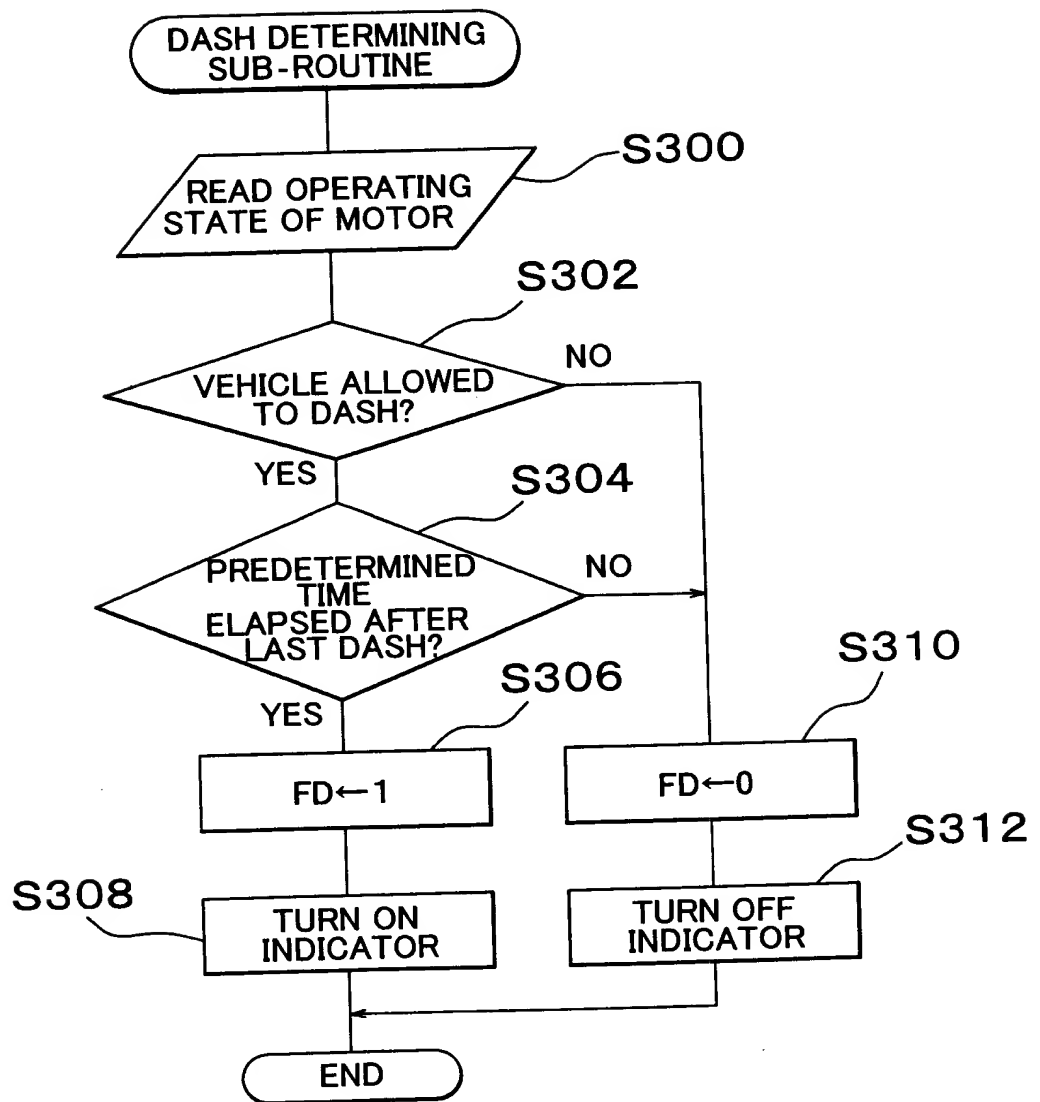 DASH DETERMINING
SUB-ROUTINE
S300
READ OPERATING
STATE OF MOTOR
S302
NO
VEHICLE ALLOWED
TO DASH?
YES
S304
PREDETERMINED
TIME
ELAPSED AFTER
LAST DASH?
NO
S306
YES
S310
FD←1
FD←0
S312
S308
TURN ON
INDICATOR
TURN OFF
INDICATOR
END